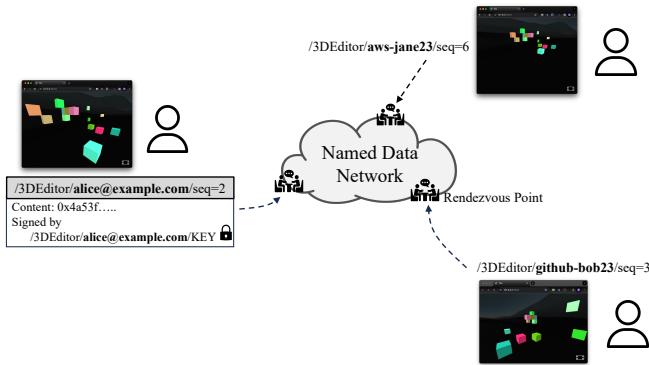 /3DEditor/aws-jane23/seq=6
Named Data
Network
/3DEditor/alice@example.com/seq=2
Content: 0x4a53f…..
Signed by
/3DEditor/alice@example.com/KEY
Rendezvous Point
/3DEditor/github-bob23/seq=3